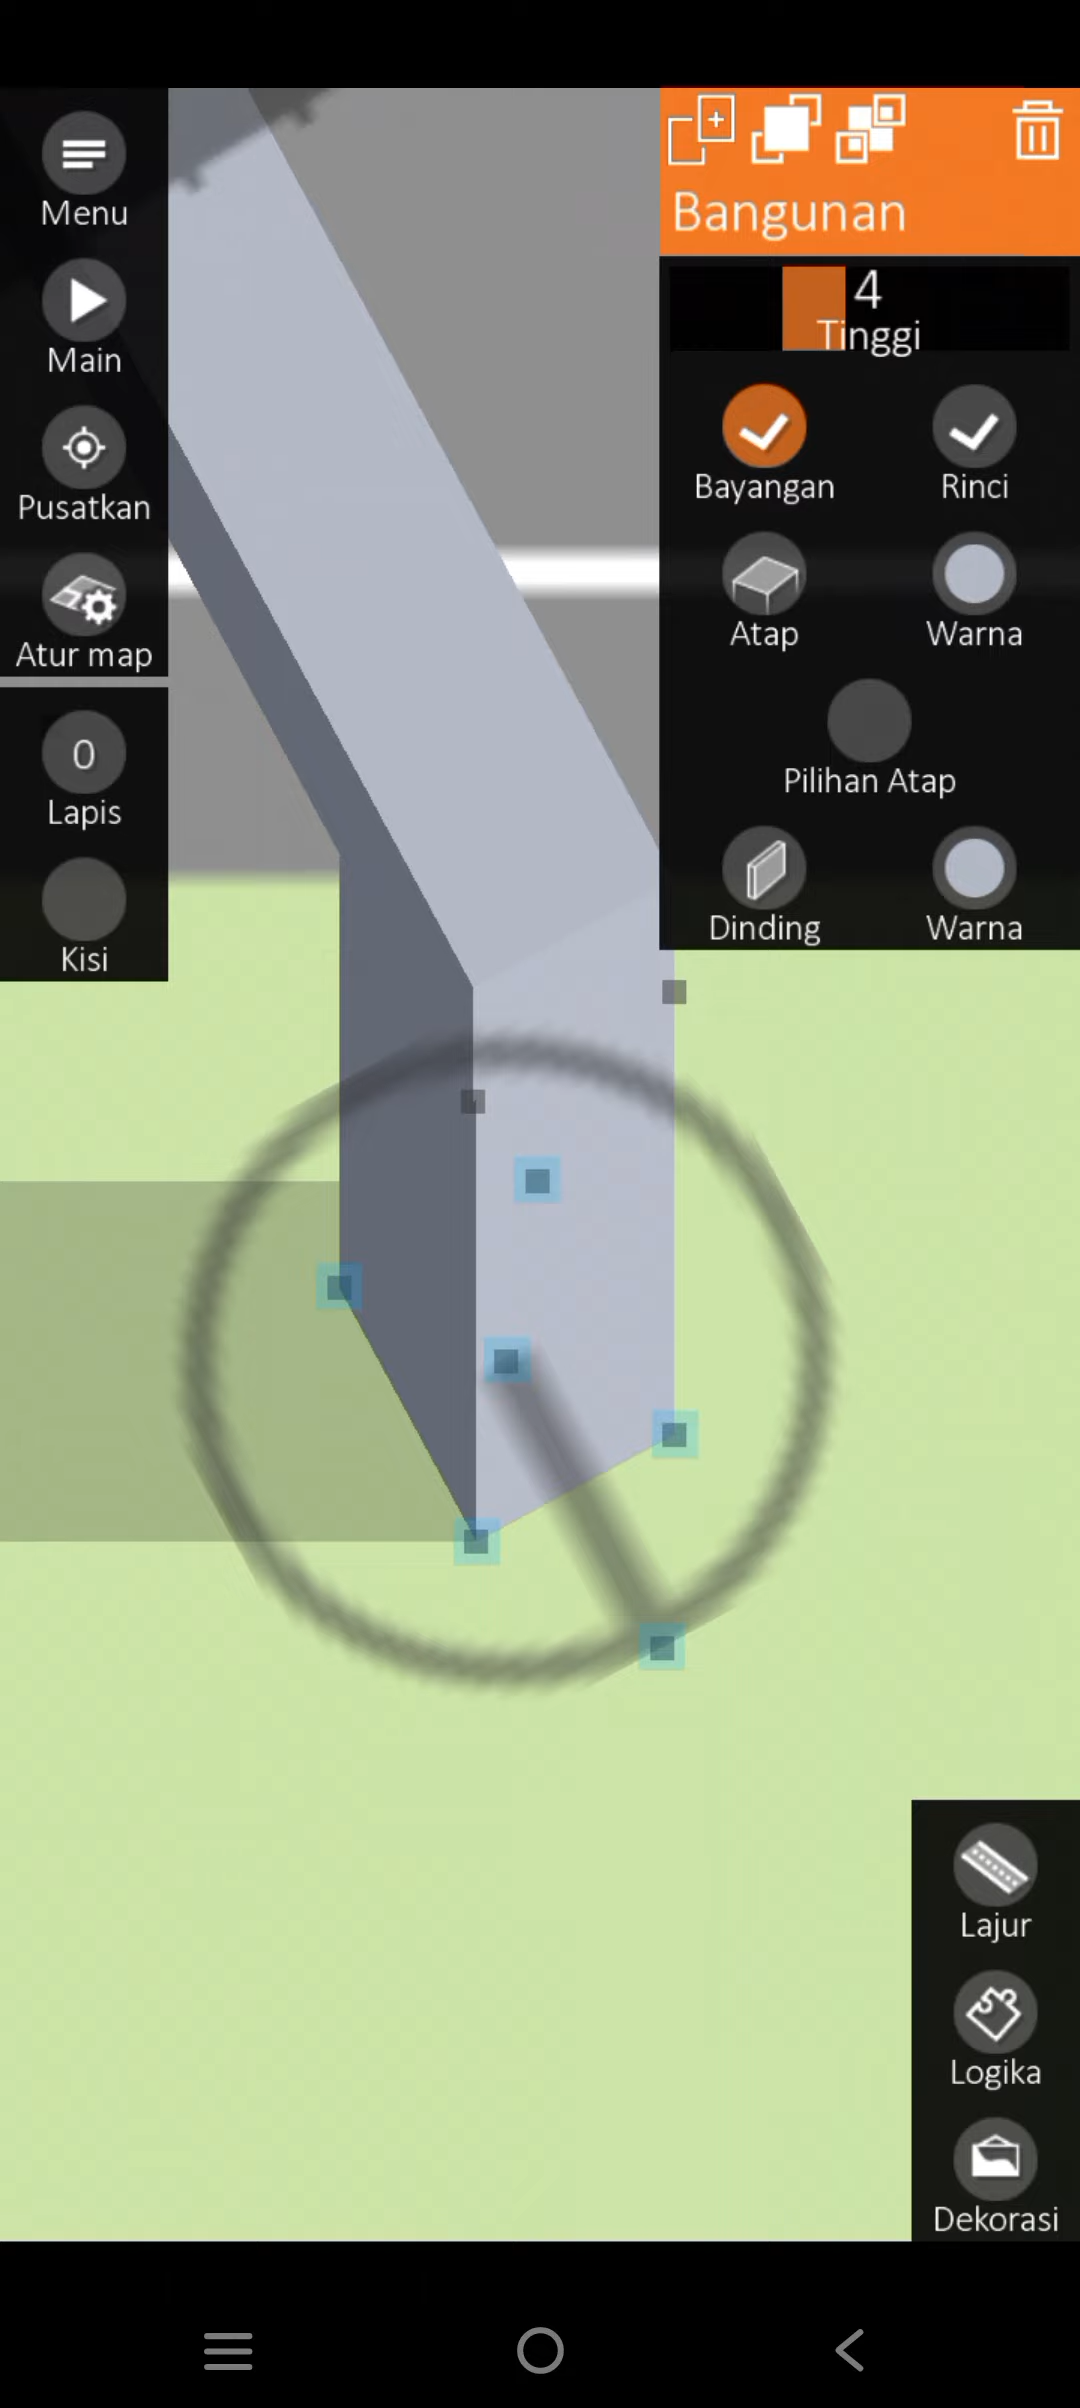 Menu
Main
Pusatkan
Atur map
0
Lapis
Kisi
Bangunan
4
Tinggi
Bayangan
Rinci
Atap
Warna
Pilihan Atap
Dinding
Warna
Lajur
Logika
Dekorasi